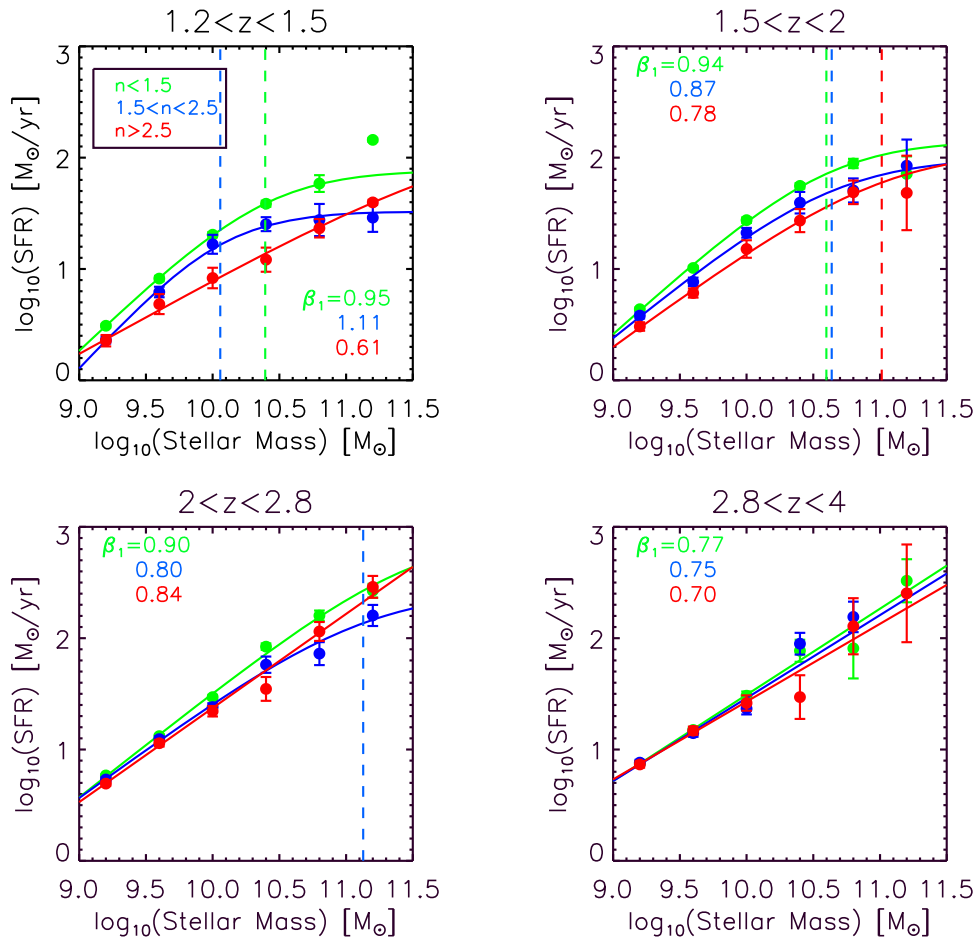 1.2<z<1.5
n<1.5
1.5<n<2.5
n>2.5
β₁=0.95
1.11
0.61
3
2
1
0
log₁₀(SFR) [M⊙/yr]
9.0 9.5 10.0 10.5 11.0 11.5
log₁₀(Stellar Mass) [M⊙]
1.5<z<2
β₁=0.94
0.87
0.78
3
2
1
0
log₁₀(SFR) [M⊙/yr]
9.0 9.5 10.0 10.5 11.0 11.5
log₁₀(Stellar Mass) [M⊙]
2<z<2.8
β₁=0.90
0.80
0.84
3
2
1
0
log₁₀(SFR) [M⊙/yr]
9.0 9.5 10.0 10.5 11.0 11.5
log₁₀(Stellar Mass) [M⊙]
2.8<z<4
β₁=0.77
0.75
0.70
3
2
1
0
log₁₀(SFR) [M⊙/yr]
9.0 9.5 10.0 10.5 11.0 11.5
log₁₀(Stellar Mass) [M⊙]